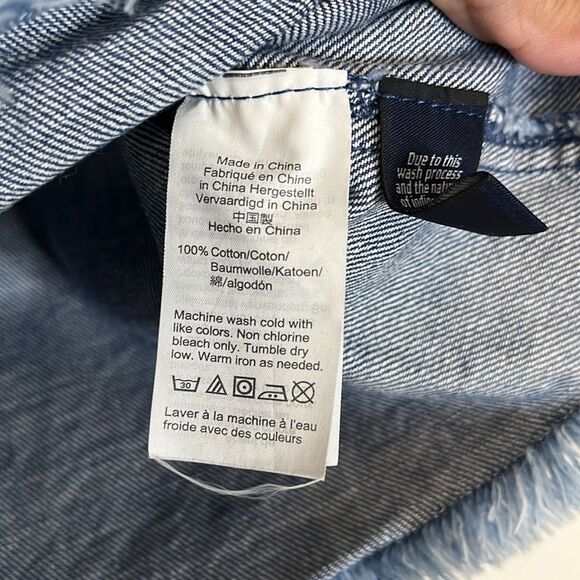 Made in China
Fabriqué en Chine
in China Hergestellt
Vervaardigd in China
中国製
Hecho en China
100% Cotton/Coton/
Baumwolle/Katoen/
綿/algodón
Machine wash cold with
like colors. Non chlorine
bleach only. Tumble dry
low. Warm iron as needed.
30
Laver à la machine à l'eau
froide avec des couleurs
Due to this
wash process
and the
of